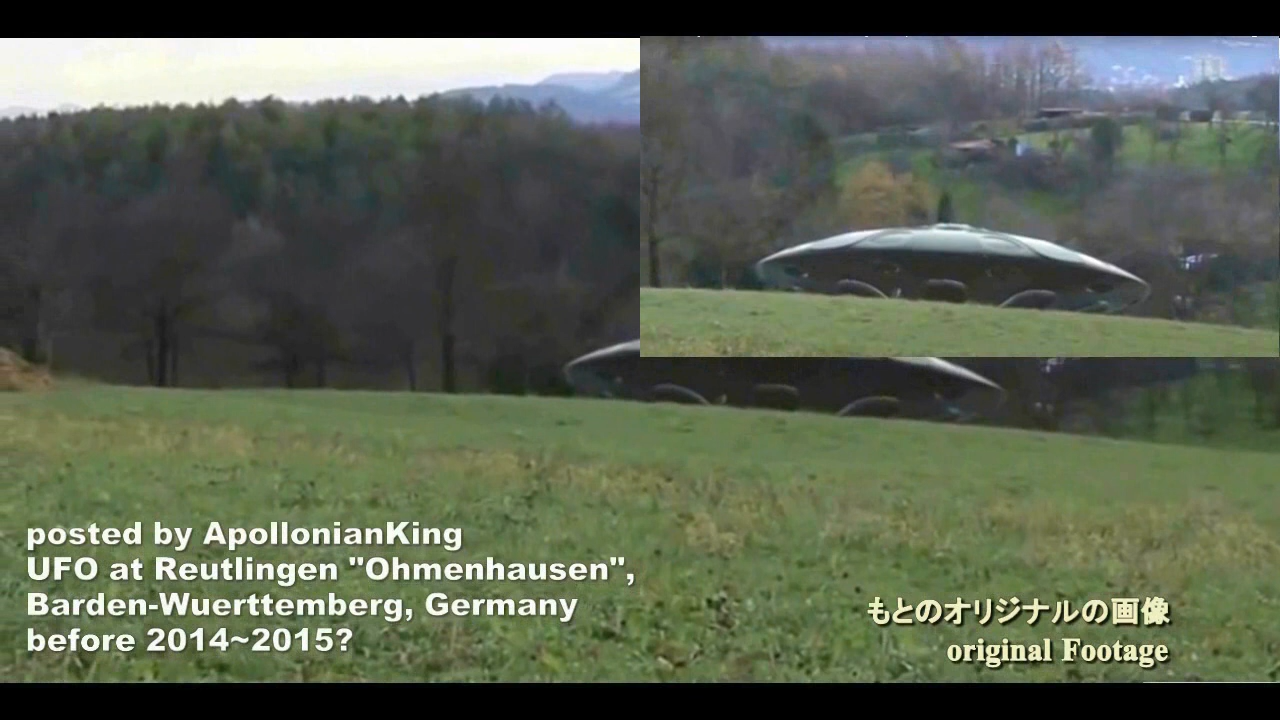 posted by ApollonianKing
UFO at Reutlingen "Ohmenhausen",
Barden-Wuerttemberg, Germany
before 2014~2015?
もとのオリジナルの画像
original Footage